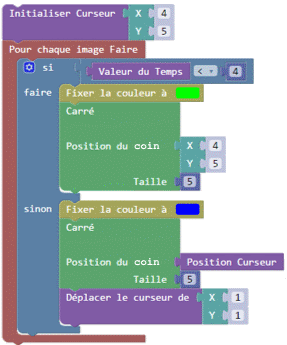 Initialiser Curseur X 4
Y 5
Pour chaque image Faire
si Valeur du Temps < 4
faire Fixer la couleur à
Carré
Position du coin X 4
Y 5
Taille 5
sinon Fixer la couleur à
Carré
Position du coin Position Curseur
Taille 5
Déplacer le curseur de X 1
Y 1